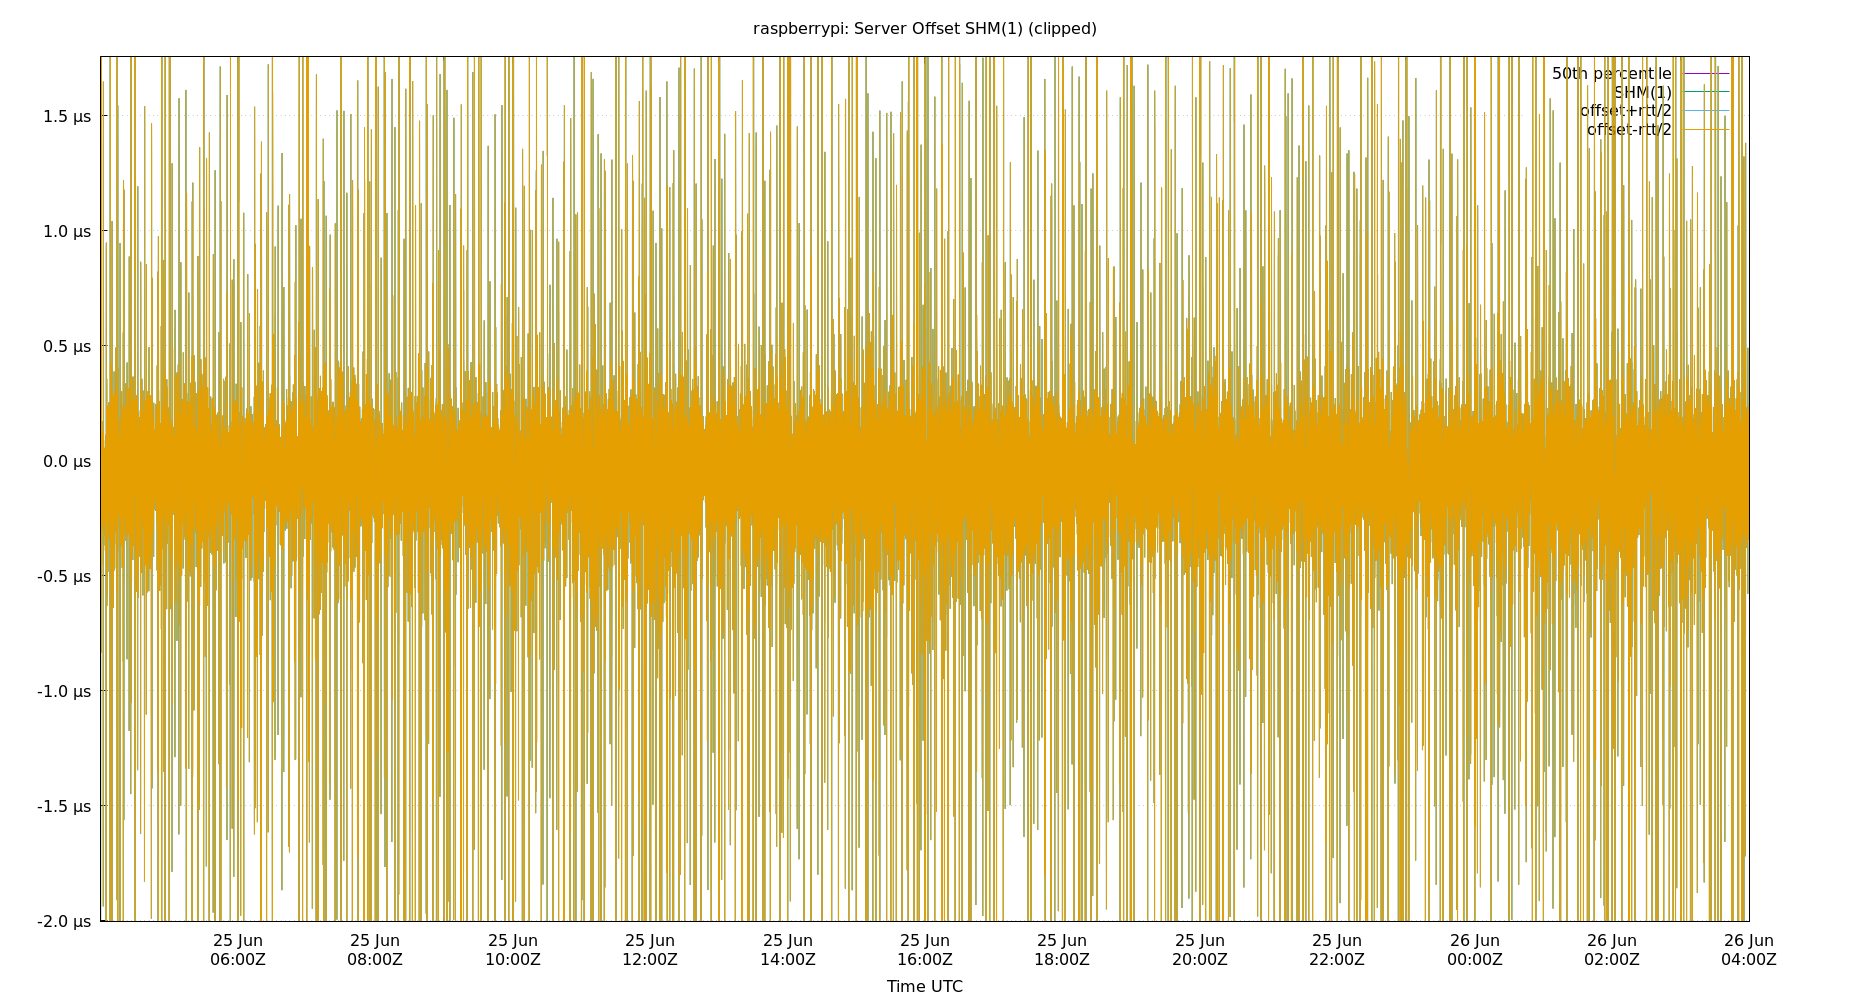 raspberrypi: Server Offset SHM(1) (clipped)
50th percentile
SHM(1)
offset+rtt/2
offset-rtt/2
1.5 µs
1.0 µs
0.5 µs
0.0 µs
-0.5 µs
-1.0 µs
-1.5 µs
-2.0 µs
25 Jun 25 Jun 25 Jun 25 Jun 25 Jun 25 Jun 25 Jun 25 Jun 25 Jun 26 Jun 26 Jun 26 Jun
06:00Z 08:00Z 10:00Z 12:00Z 14:00Z 16:00Z 18:00Z 20:00Z 22:00Z 00:00Z 02:00Z 04:00Z
Time UTC